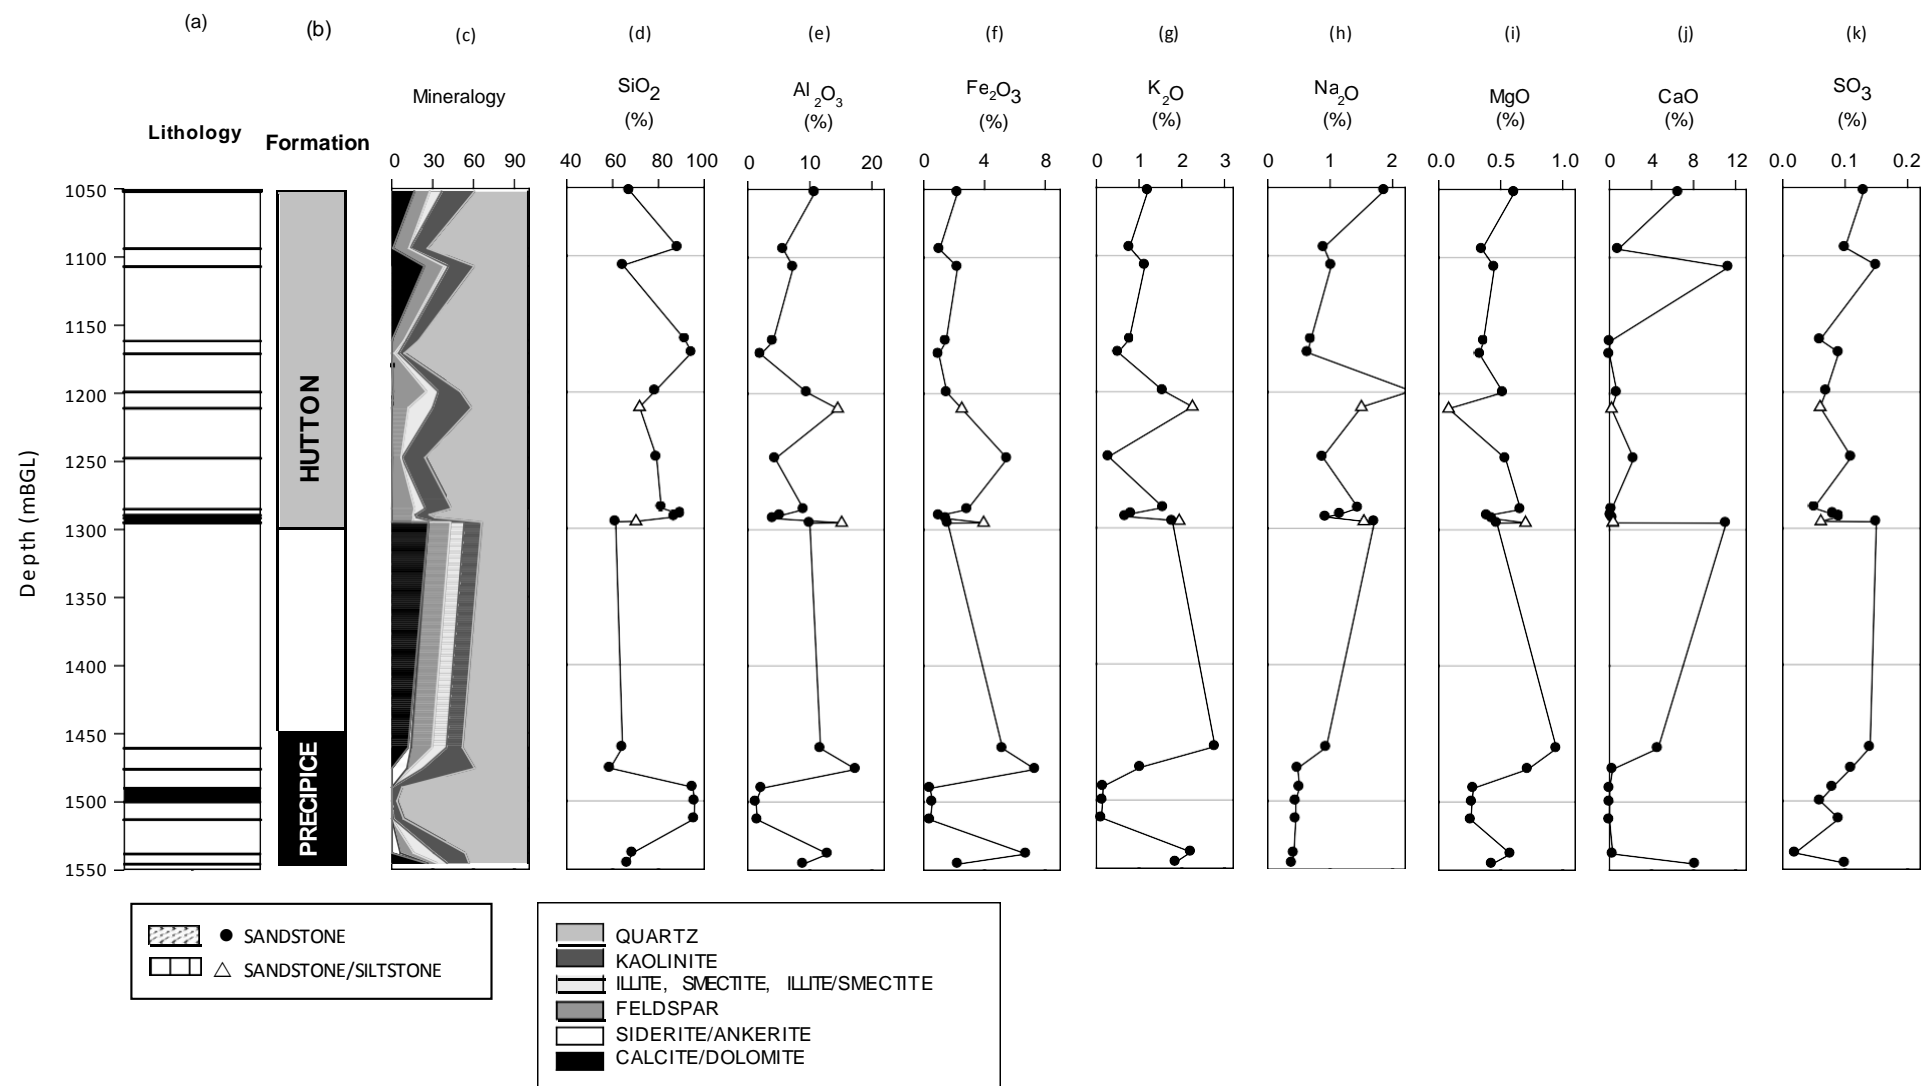 (a) (b) (c) (d) (e) (f) (g) (h) (i) (j) (k)
Lithology
Formation
Mineralogy
SiO2 (%)
Al2O3 (%)
Fe2O3 (%)
K2O (%)
Na2O (%)
MgO (%)
CaO (%)
SO3 (%)
0 30 60 90
40 60 80 100
0 10 20
0 4 8
0 1 2 3
0 1 2
0.0 0.5 1.0
0 4 8 12
0.0 0.1 0.2
Depth (mBGL)
1050
1100
1150
1200
1250
1300
1350
1400
1450
1500
1550
HUTTON
PRECIPICE
SANDSTONE
SANDSTONE/SILTSTONE
QUARTZ
KAOLINITE
ILLITE, SMECTITE, ILLITE/SMECTITE
FELDSPAR
SIDERITE/ANKERITE
CALCITE/DOLOMITE